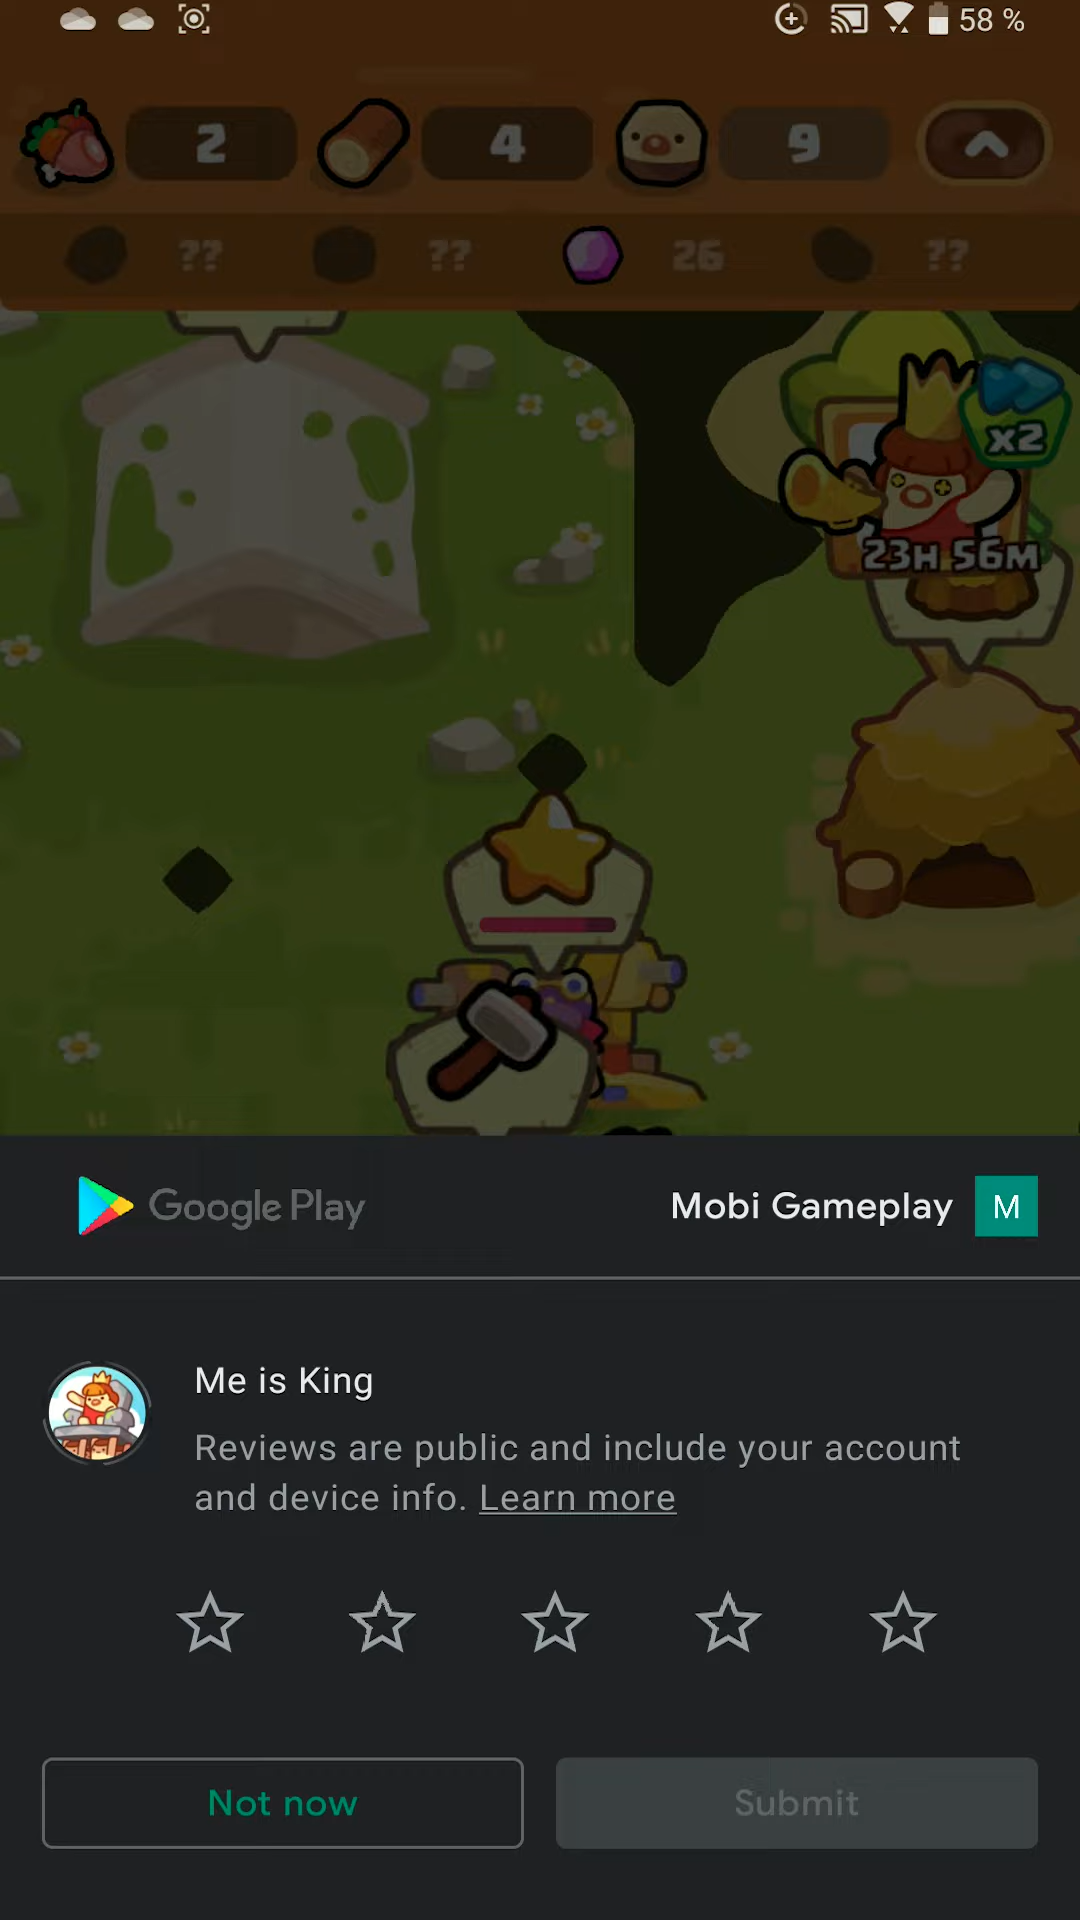 58 %
2
4
9
??
??
26
??
x2
23H 56M
Google Play
Mobi Gameplay
M
Me is King
Reviews are public and include your account
and device info. Learn more
Not now
Submit